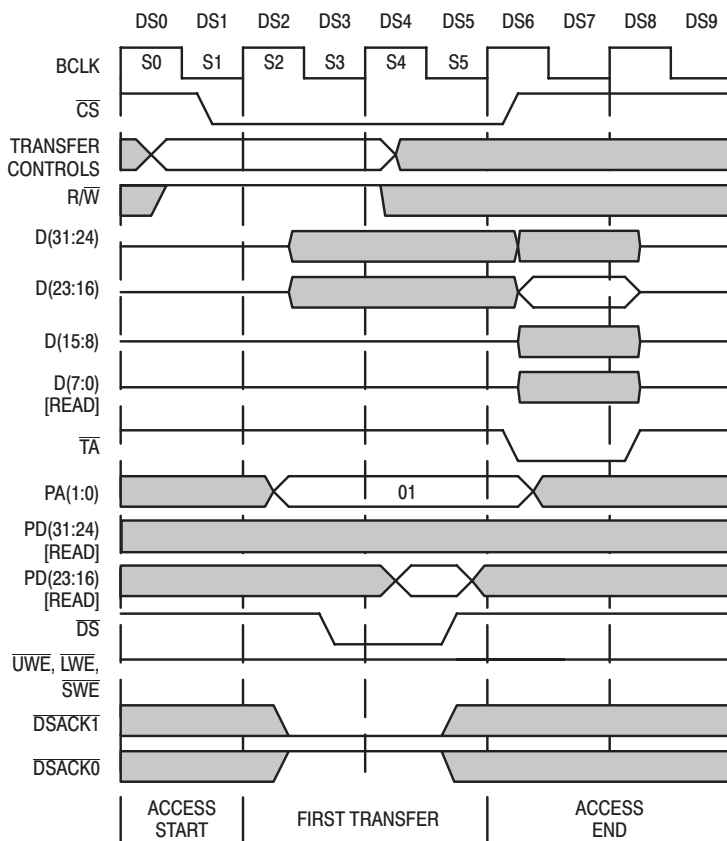 DS0 DS1 DS2 DS3 DS4 DS5 DS6 DS7 DS8 DS9
BCLK S0 S1 S2 S3 S4 S5
CS
TRANSFER
CONTROLS
R/W
D(31:24)
D(23:16)
D(15:8)
D(7:0)
[READ]
TA
PA(1:0) 01
PD(31:24)
[READ]
PD(23:16)
[READ]
DS
UWE, LWE,
SWE
DSACK1
DSACK0
ACCESS
START
FIRST TRANSFER
ACCESS
END